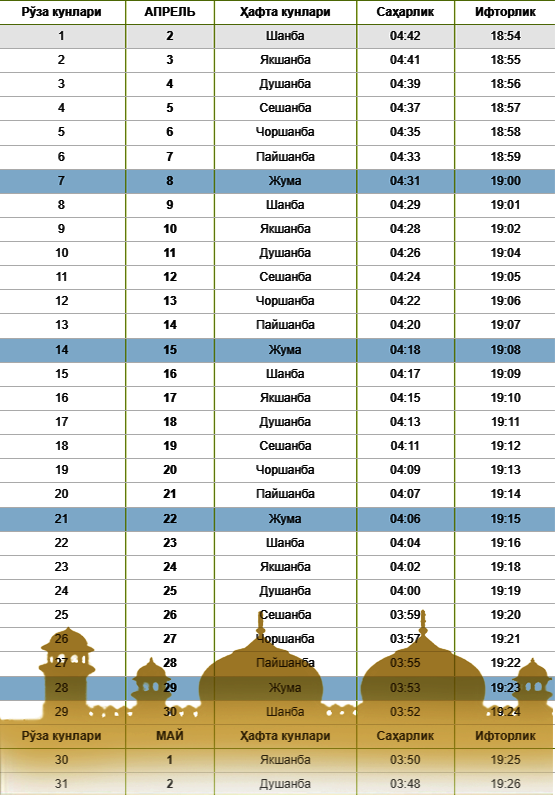 Рўза кунлари АПРЕЛЬ Ҳафта кунлари Саҳарлик Ифторлик
1 2 Шанба 04:42 18:54
2 3 Якшанба 04:41 18:55
3 4 Душанба 04:39 18:56
4 5 Сешанба 04:37 18:57
5 6 Чоршанба 04:35 18:58
6 7 Пайшанба 04:33 18:59
7 8 Жума 04:31 19:00
8 9 Шанба 04:29 19:01
9 10 Якшанба 04:28 19:02
10 11 Душанба 04:26 19:04
11 12 Сешанба 04:24 19:05
12 13 Чоршанба 04:22 19:06
13 14 Пайшанба 04:20 19:07
14 15 Жума 04:18 19:08
15 16 Шанба 04:17 19:09
16 17 Якшанба 04:15 19:10
17 18 Душанба 04:13 19:11
18 19 Сешанба 04:11 19:12
19 20 Чоршанба 04:09 19:13
20 21 Пайшанба 04:07 19:14
21 22 Жума 04:06 19:15
22 23 Шанба 04:04 19:16
23 24 Якшанба 04:02 19:18
24 25 Душанба 04:00 19:19
25 26 Сешанба 03:59 19:20
26 27 Чоршанба 03:57 19:21
27 28 Пайшанба 03:55 19:22
28 29 Жума 03:53 19:23
29 30 Шанба 03:52 19:24
Рўза кунлари МАЙ Ҳафта кунлари Саҳарлик Ифторлик
30 1 Якшанба 03:50 19:25
31 2 Душанба 03:48 19:26